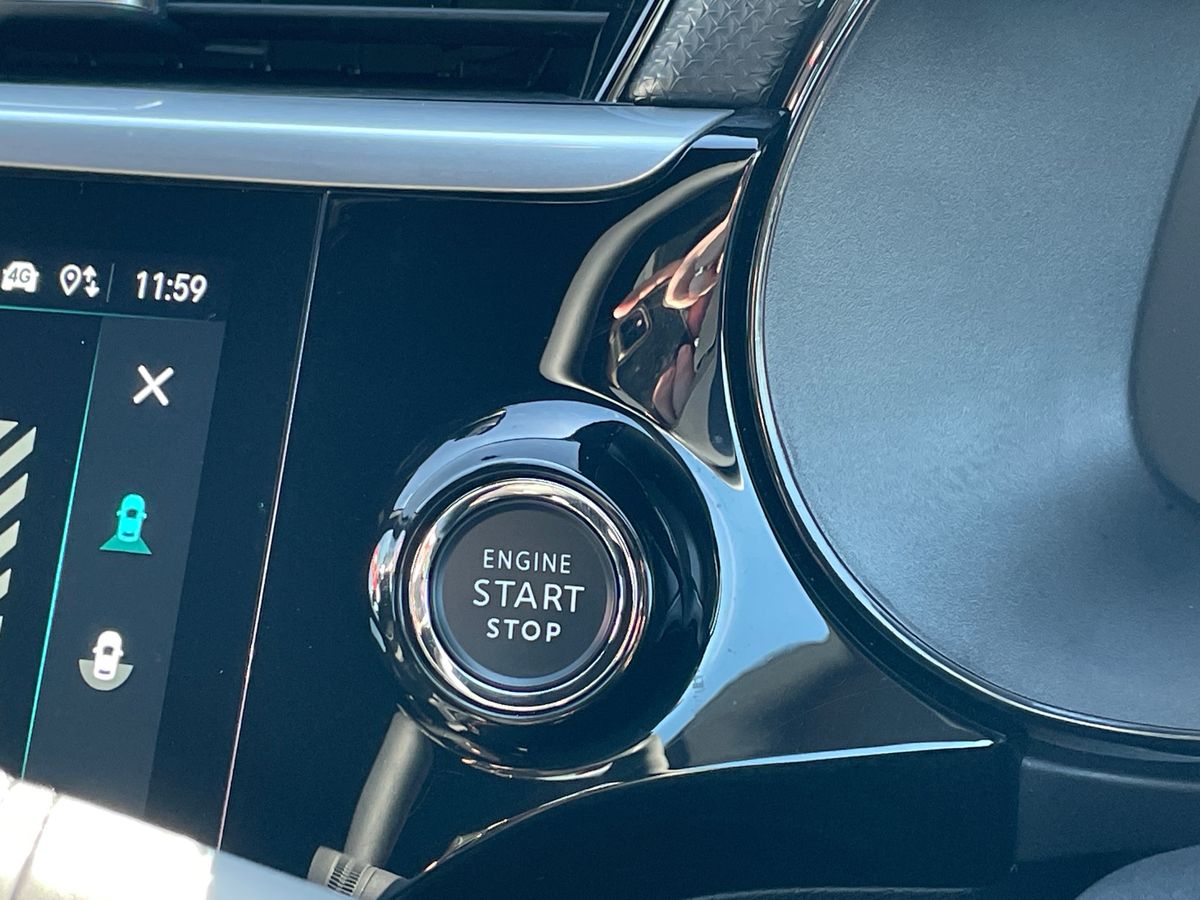 4G 11:59
ENGINE
START
STOP